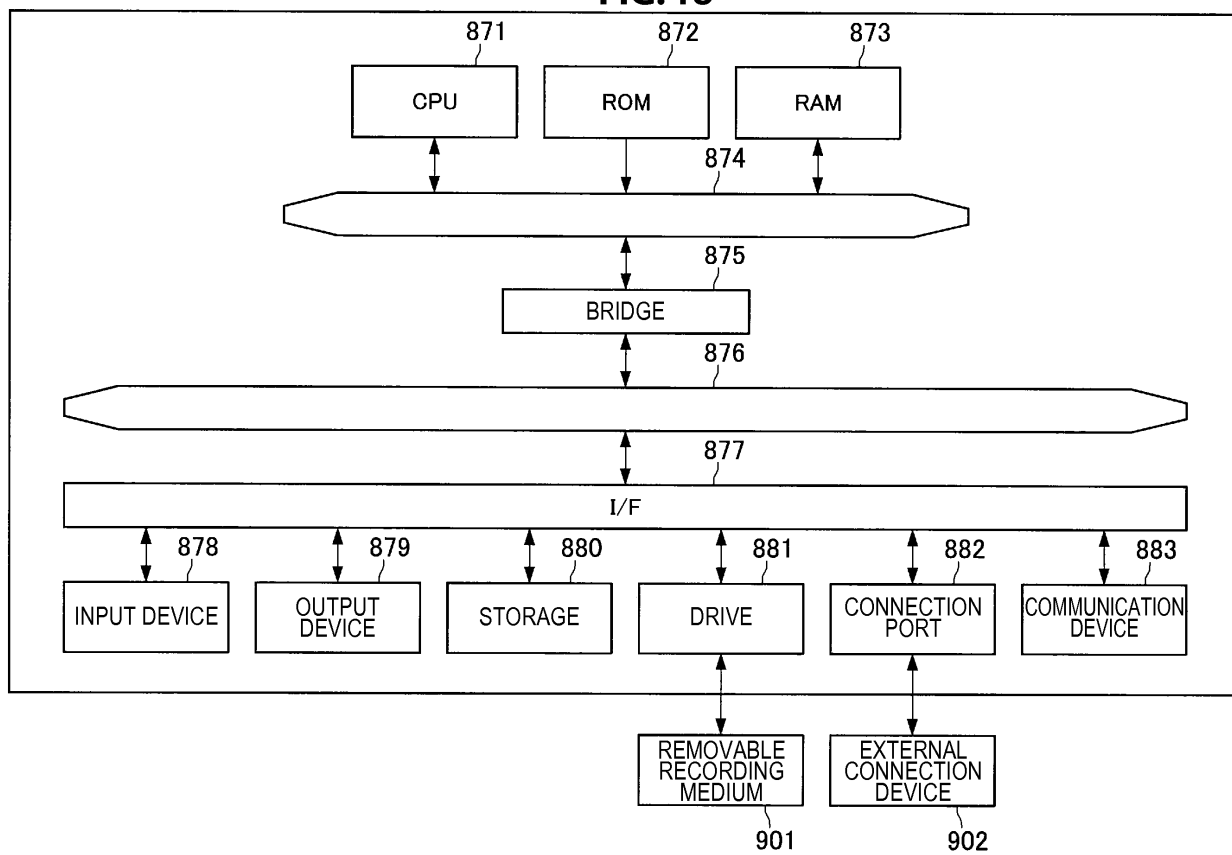 871
872
873
CPU
ROM
RAM
874
875
BRIDGE
876
877
I/F
878
879
880
881
882
883
INPUT DEVICE
OUTPUT
DEVICE
STORAGE
DRIVE
CONNECTION
PORT
COMMUNICATION
DEVICE
REMOVABLE
RECORDING
MEDIUM
EXTERNAL
CONNECTION
DEVICE
901
902